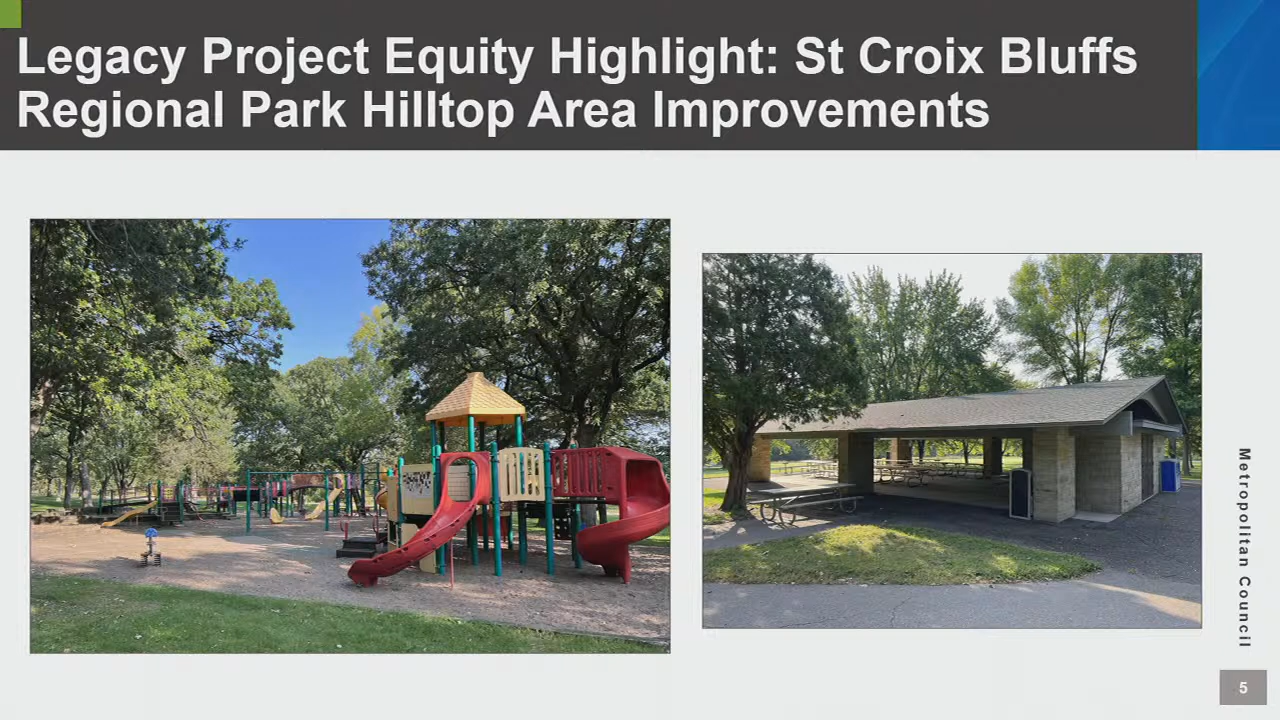 Legacy Project Equity Highlight: St Croix Bluffs
Regional Park Hilltop Area Improvements
Metropolitan Council
5